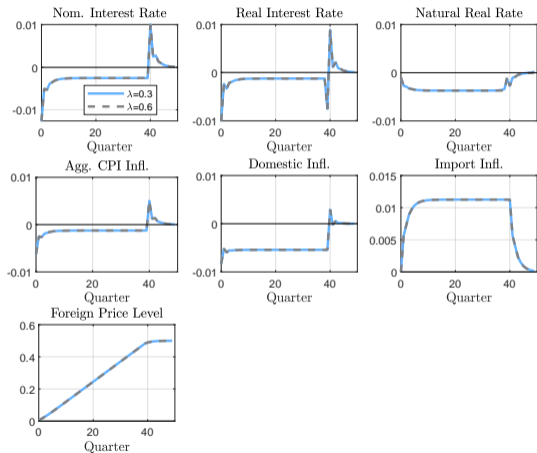 Nom. Interest Rate
0.01
0
-0.01
0 20 40
Quarter
λ=0.3
λ=0.6
Real Interest Rate
0.01
0
-0.01
0 20 40
Quarter
Natural Real Rate
0.01
0
-0.01
0 20 40
Quarter
Agg. CPI Infl.
0.01
0
-0.01
0 20 40
Quarter
Domestic Infl.
0.01
0
-0.01
0 20 40
Quarter
Import Infl.
0.015
0.01
0.005
0
0 20 40
Quarter
Foreign Price Level
0.6
0.4
0.2
0
0 20 40
Quarter